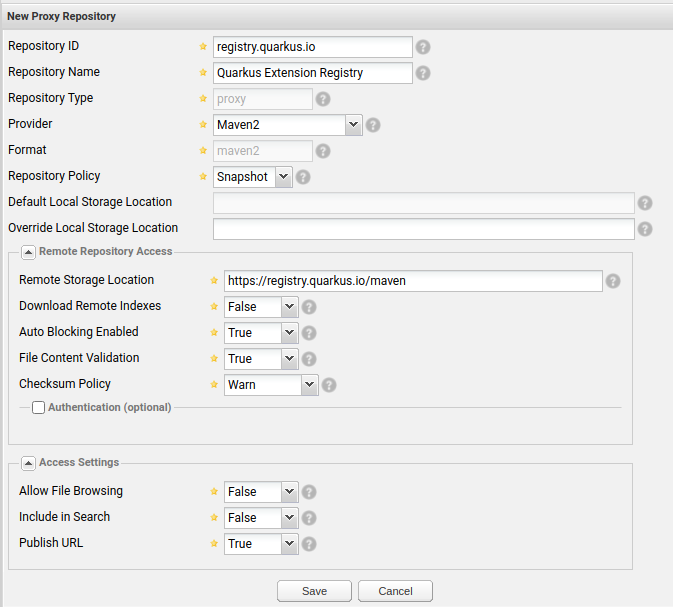 New Proxy Repository
Repository ID registry.quarkus.io ?
Repository Name Quarkus Extension Registry ?
Repository Type proxy ?
Provider Maven2 ?
Format maven2 ?
Repository Policy Snapshot ?
Default Local Storage Location ?
Override Local Storage Location ?
Remote Repository Access
Remote Storage Location https://registry.quarkus.io/maven ?
Download Remote Indexes False ?
Auto Blocking Enabled True ?
File Content Validation True ?
Checksum Policy Warn ?
Authentication (optional)
Access Settings
Allow File Browsing False ?
Include in Search False ?
Publish URL True ?
Save Cancel